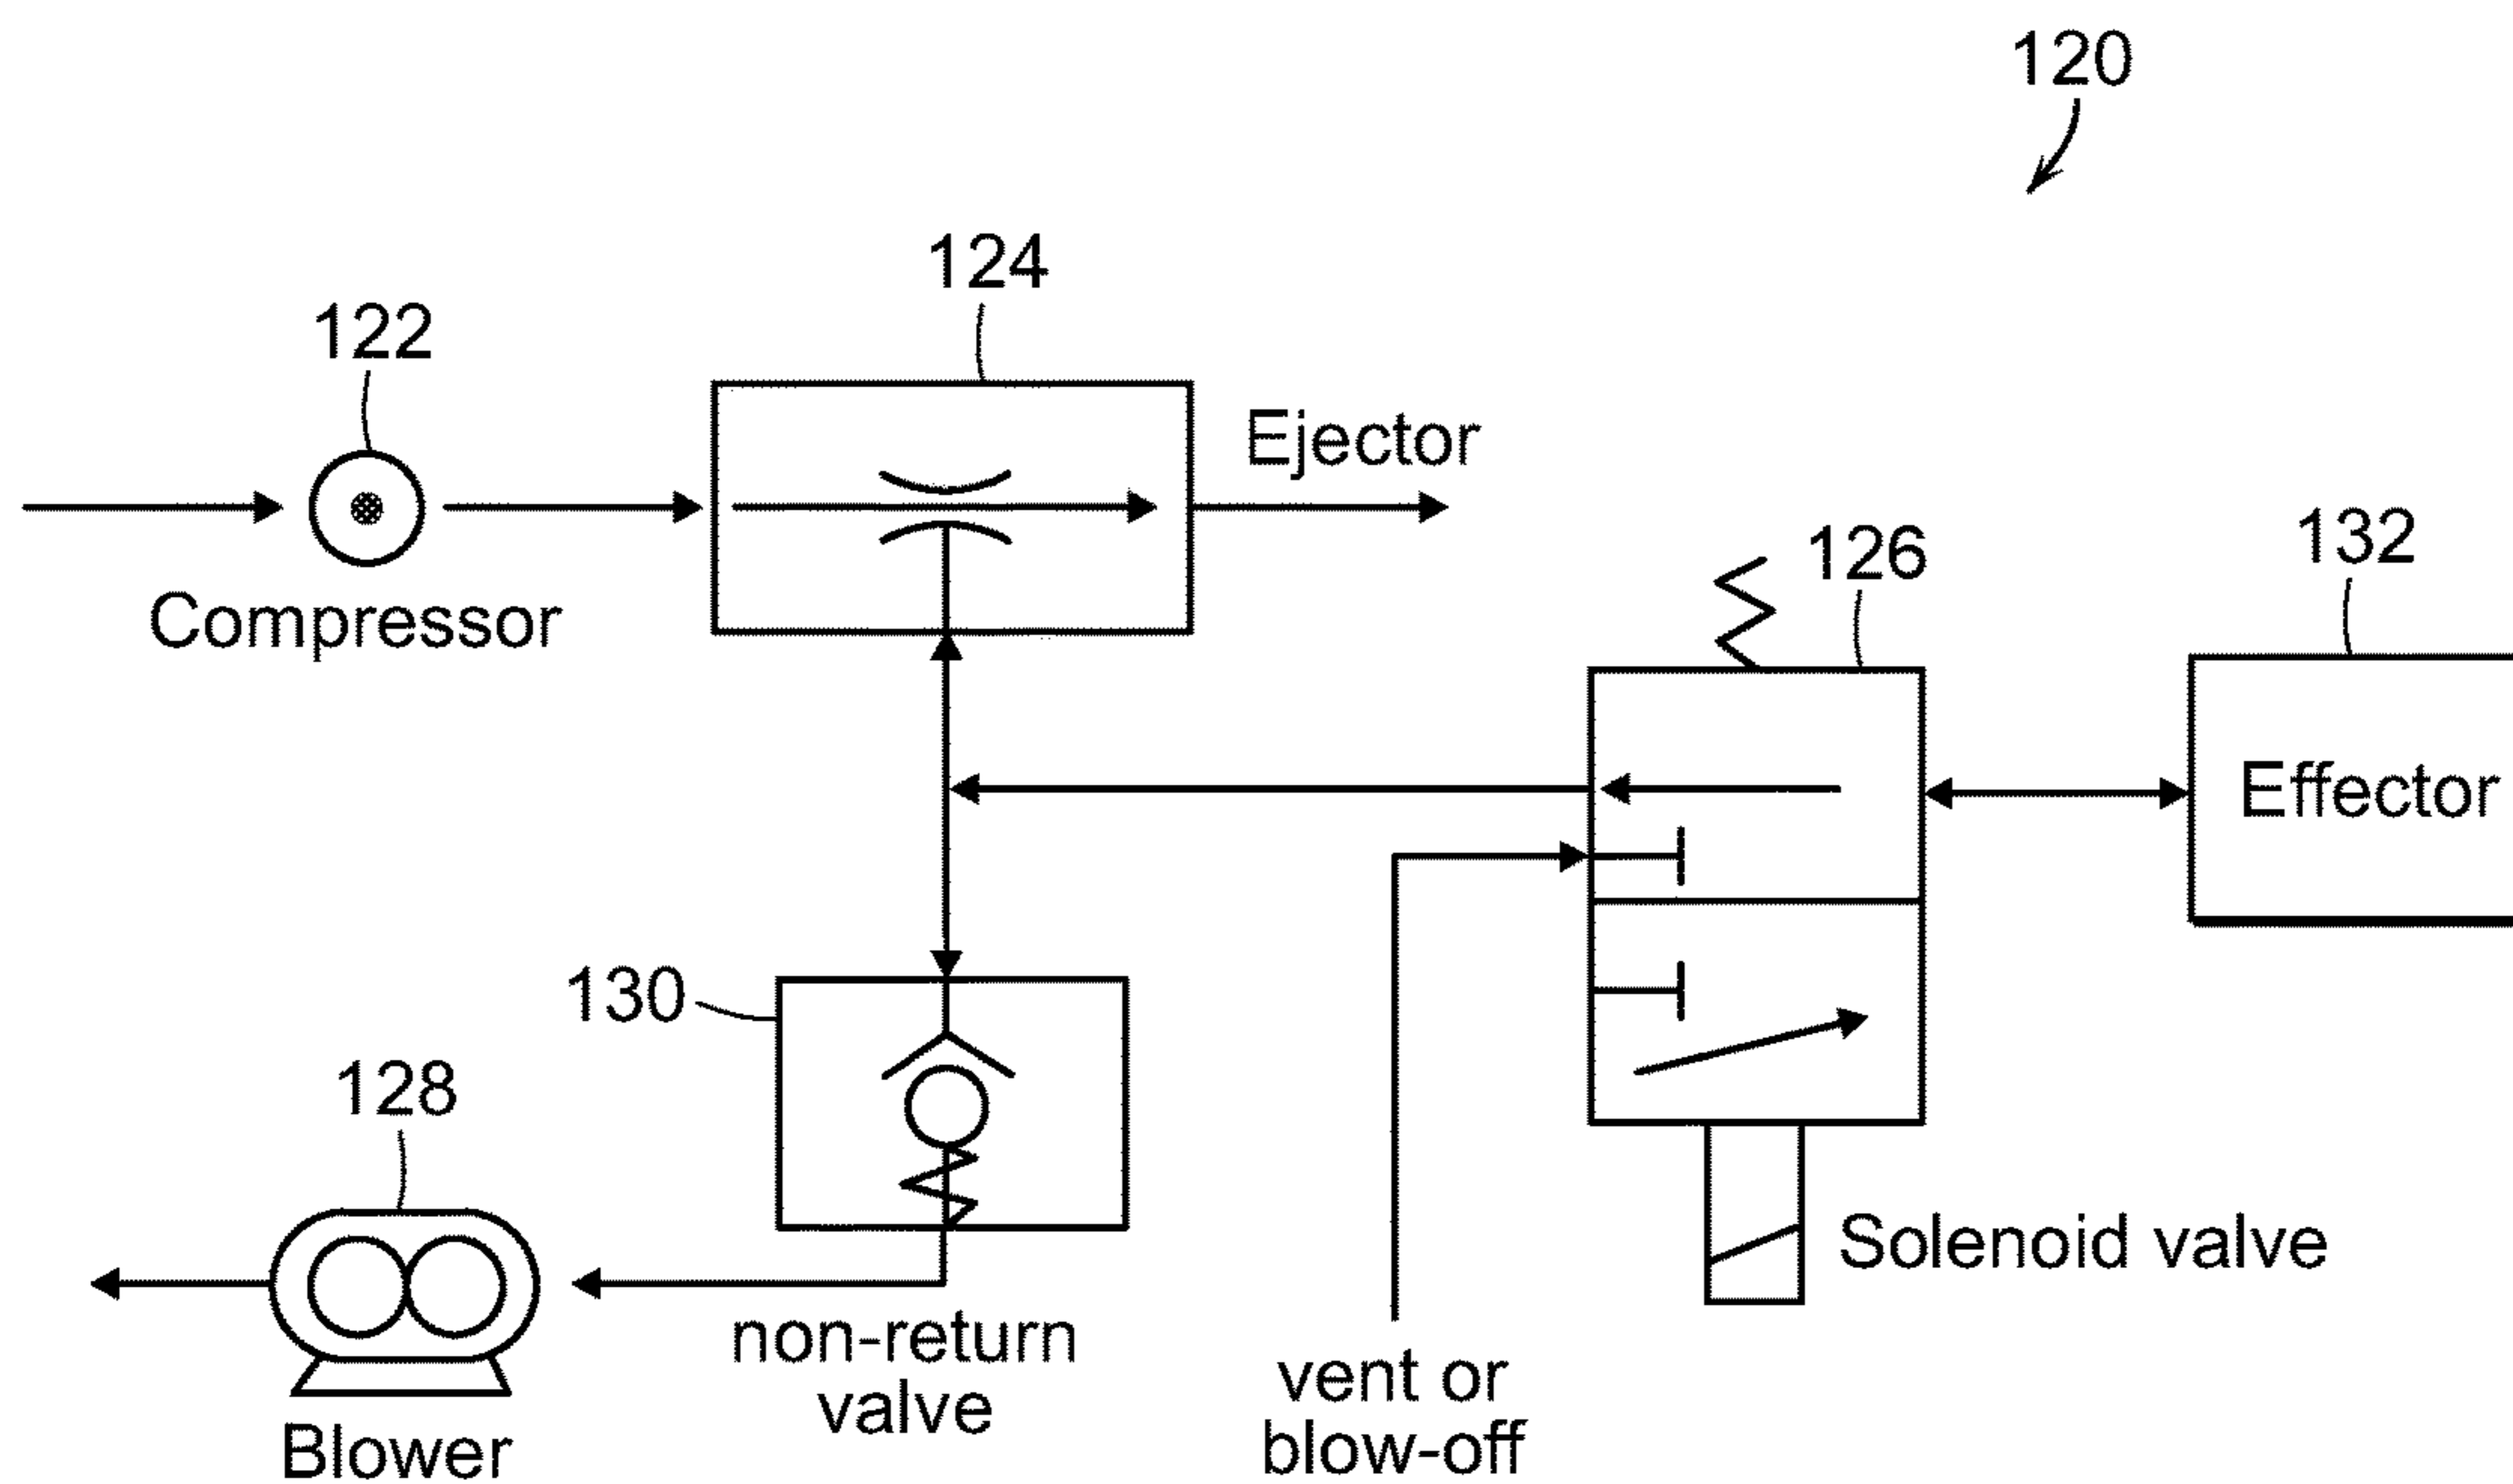 120
124
122
Ejector
126
132
Compressor
Effector
130
128
Solenoid valve
non-return
valve
vent or
blow-off
Blower